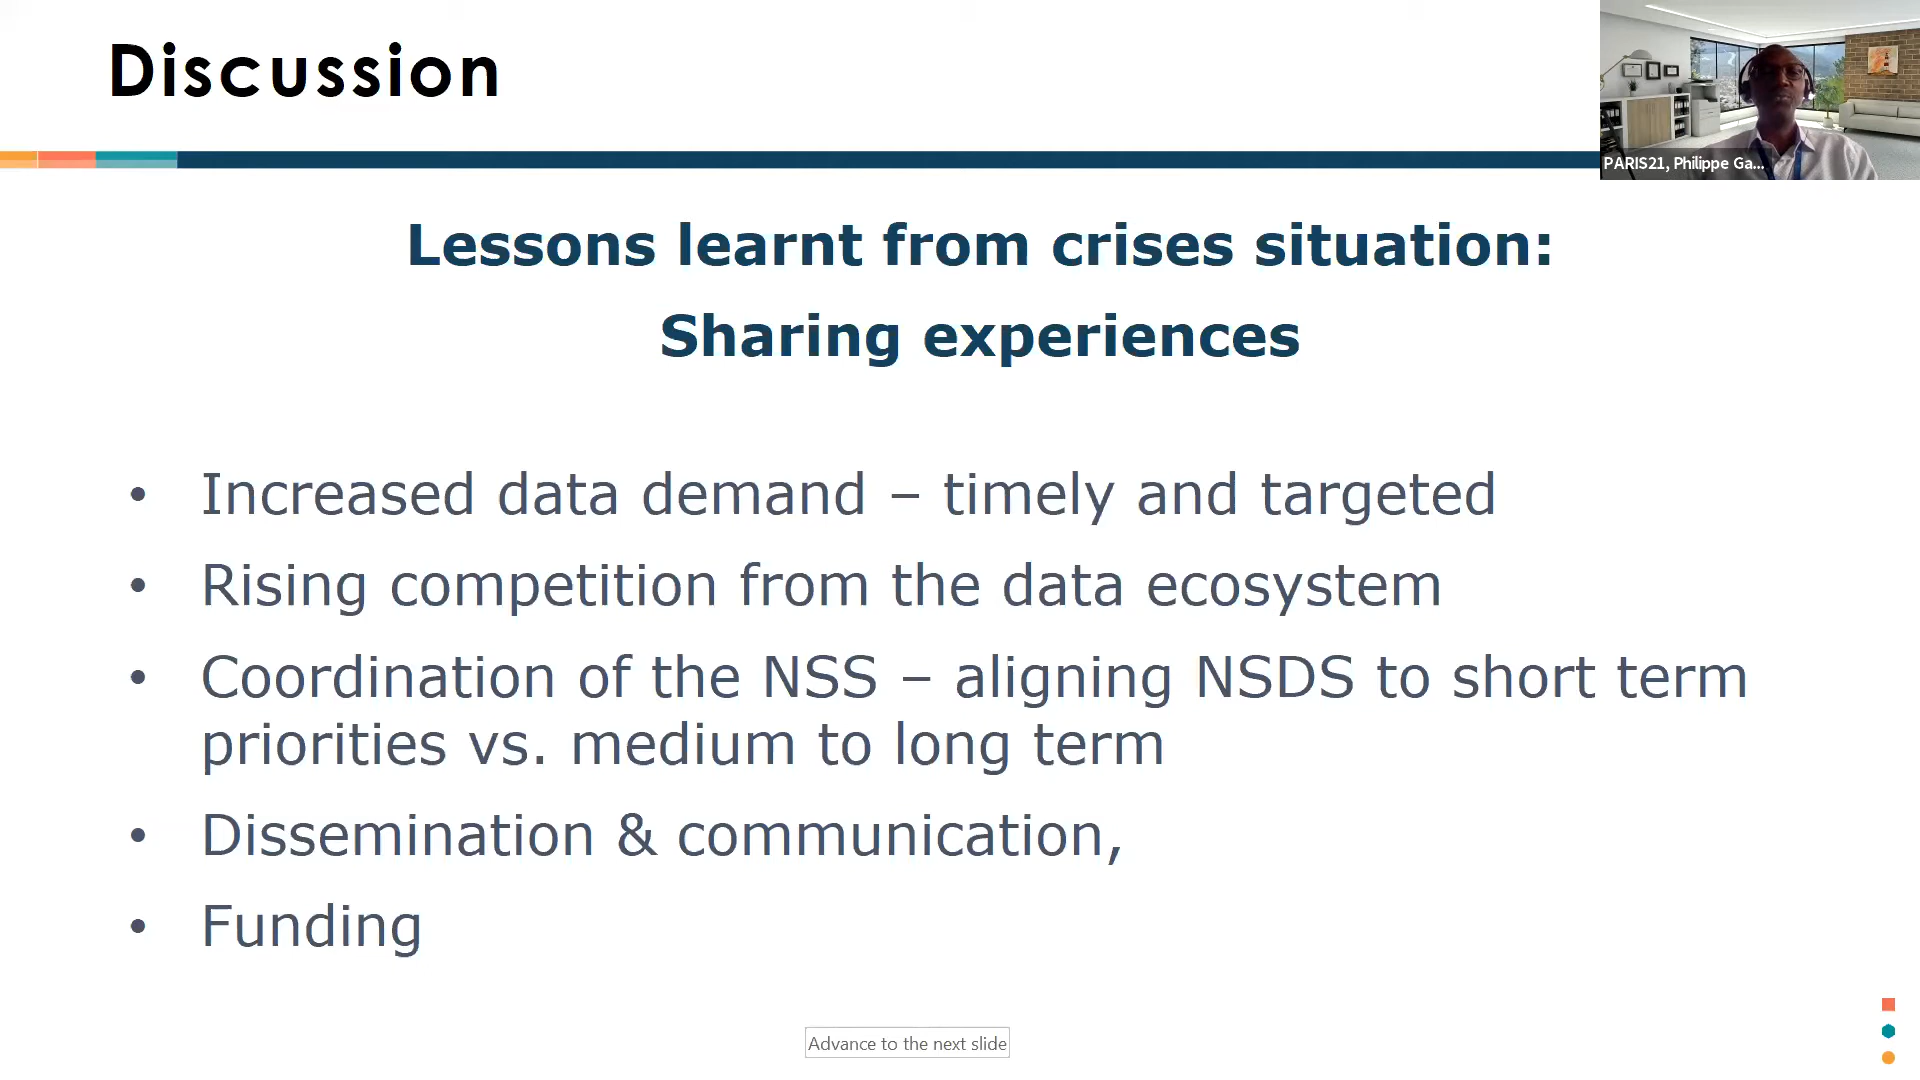 Discussion
PARIS21, Philippe Ga...
Lessons learnt from crises situation:
Sharing experiences
• Increased data demand – timely and targeted
• Rising competition from the data ecosystem
• Coordination of the NSS – aligning NSDS to short term
priorities vs. medium to long term
• Dissemination & communication,
• Funding
Advance to the next slide